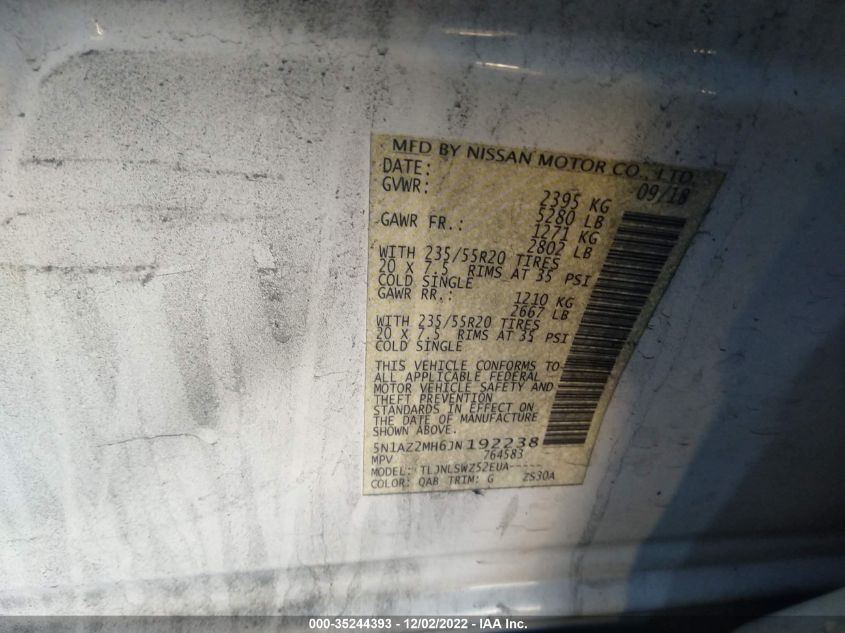 MFD BY NISSAN MOTOR CO., LTD.
DATE: 09/18
GVWR: 2395 KG
5280 LB
GAWR FR.: 1271 KG
2802 LB
WITH 235/55R20 TIRES
20 X 7.5 RIMS AT 35 PSI
COLD SINGLE
GAWR RR.: 1210 KG
2667 LB
WITH 235/55R20 TIRES
20 X 7.5 RIMS AT 35 PSI
COLD SINGLE
THIS VEHICLE CONFORMS TO
ALL APPLICABLE FEDERAL
MOTOR VEHICLE SAFETY AND
THEFT PREVENTION
STANDARDS IN EFFECT ON
THE DATE OF MANUFACTURE
SHOWN ABOVE.
5N1AZ2MH6JN192238
MPV 764583
MODEL: TLJNLSWZ52EUA-----
COLOR: QAB TRIM: G ZS30A
000-35244393 - 12/02/2022 - IAA Inc.